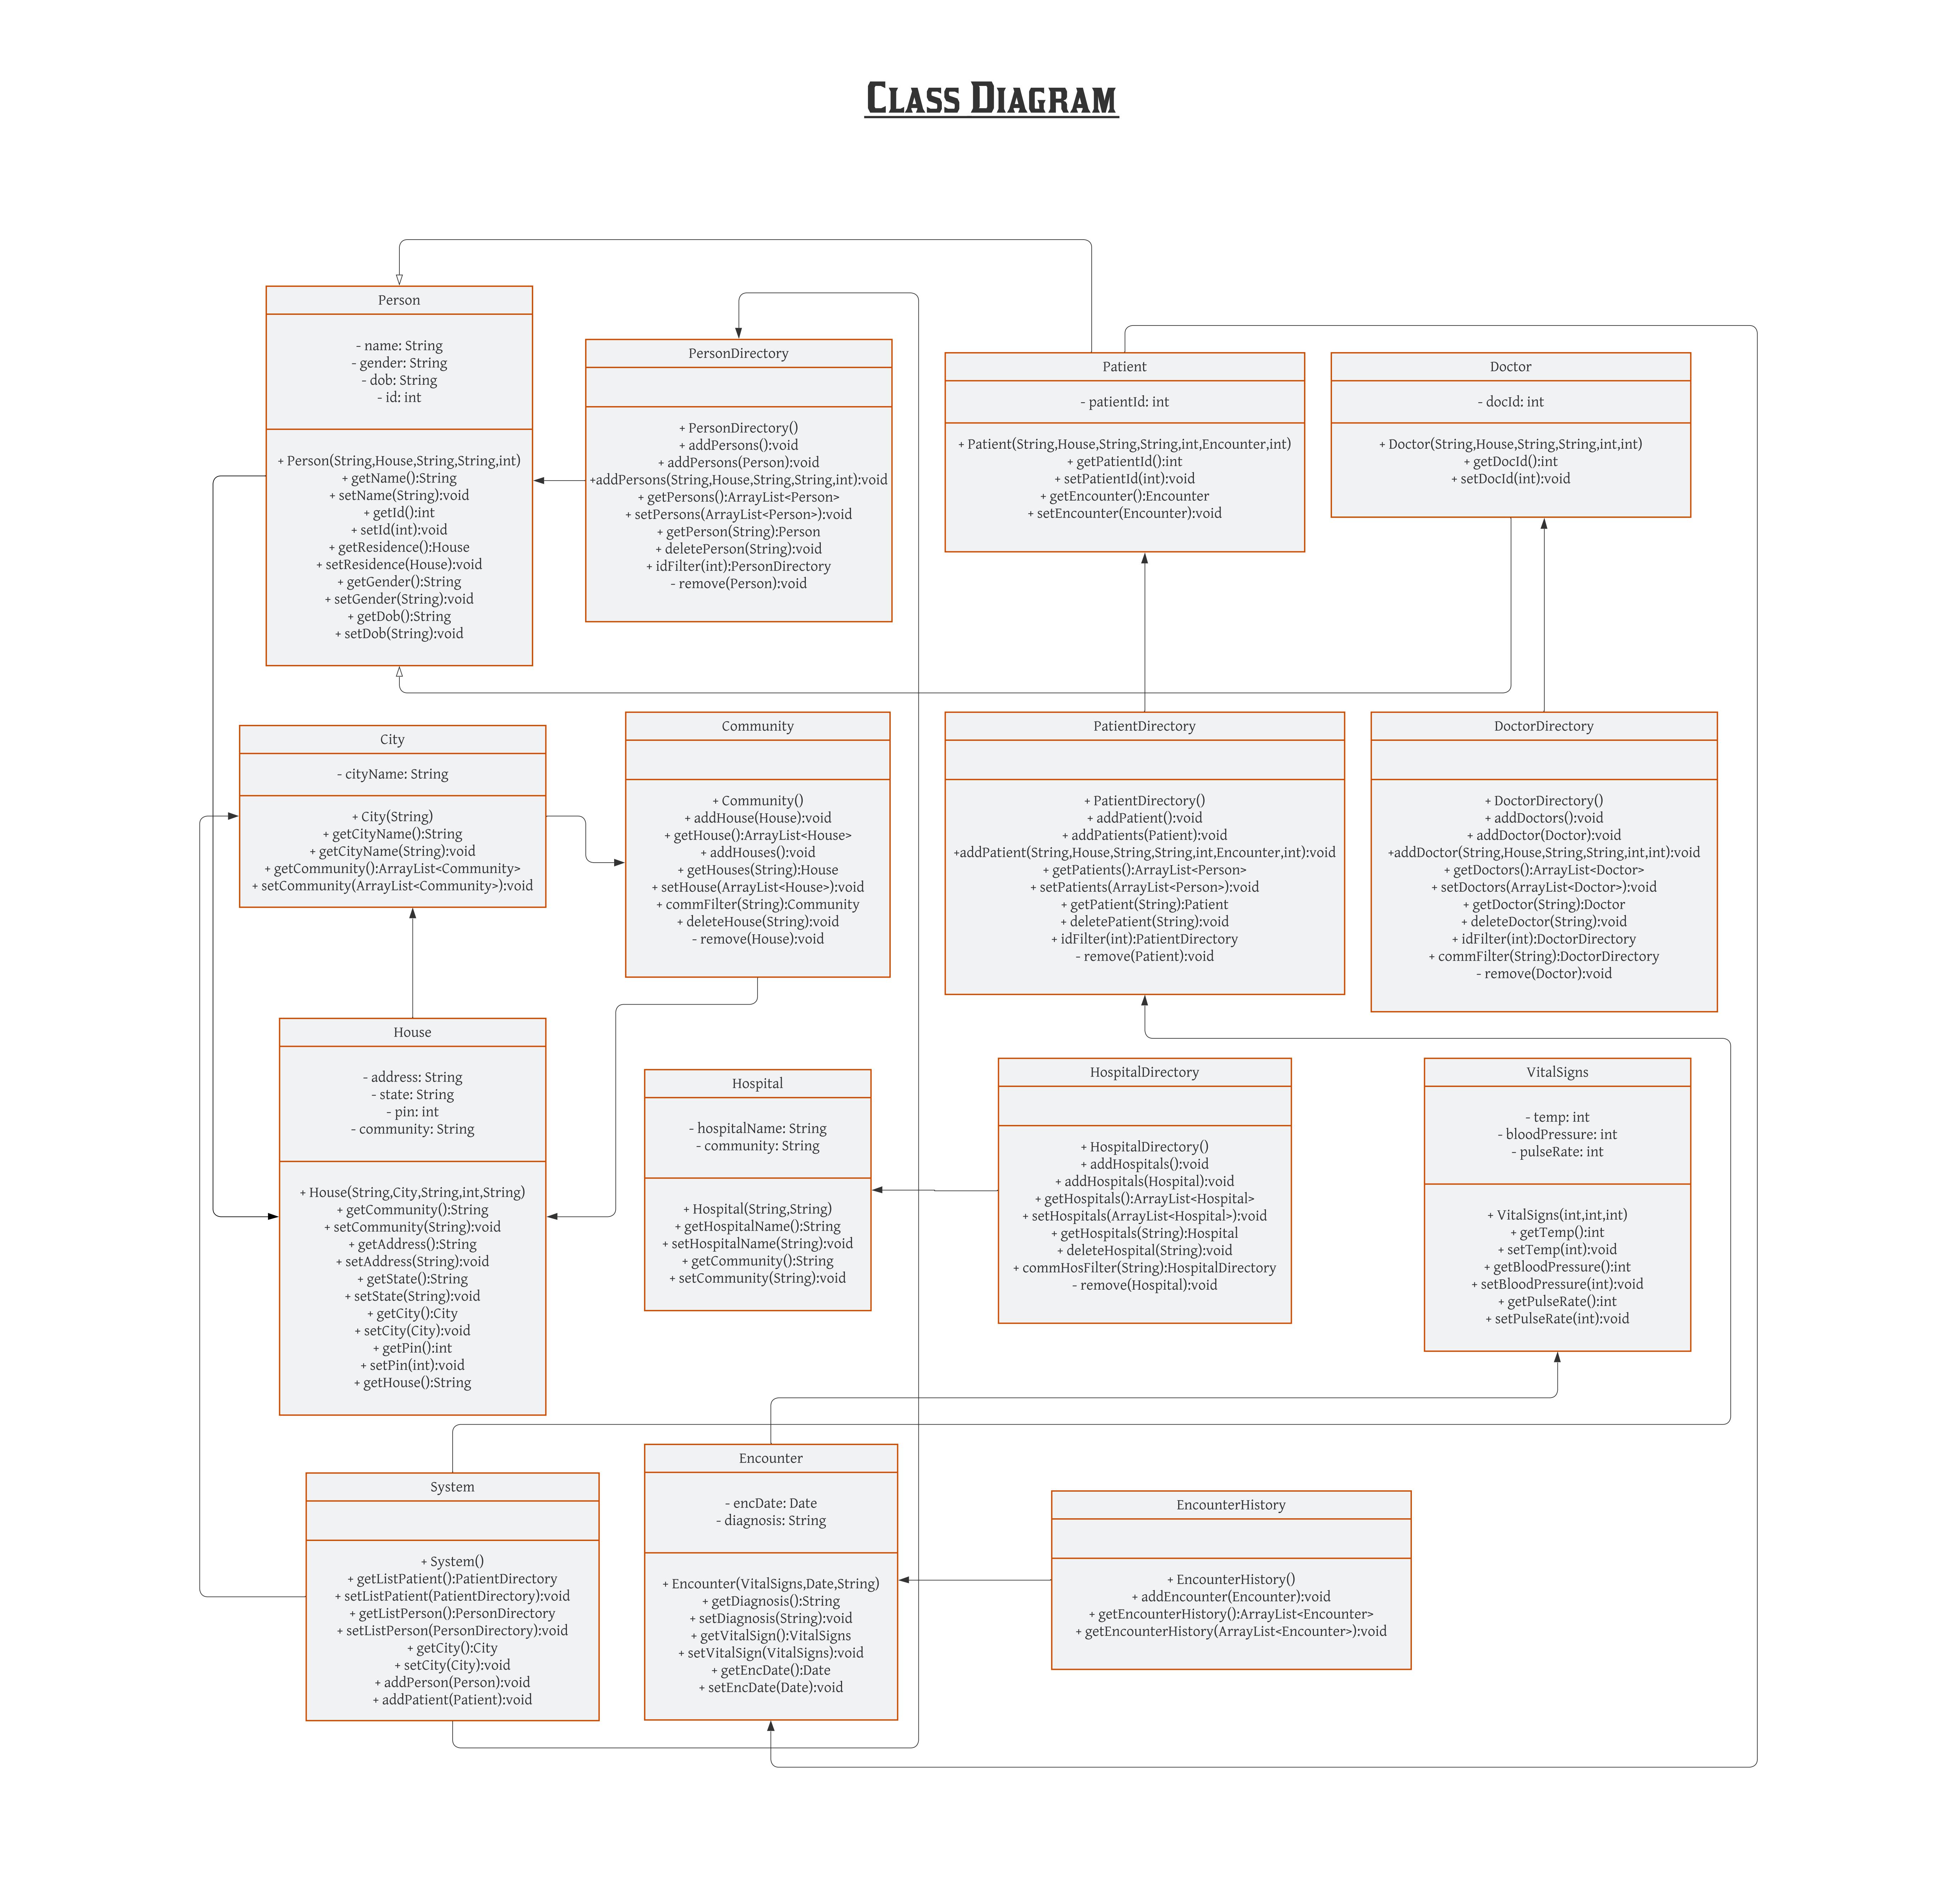 Class Diagram
Person
- name: String
- gender: String
- dob: String
- id: int
+ Person(String,House,String,String,int)
+ getName():String
+ setName(String):void
+ getId():int
+ setId(int):void
+ getResidence():House
+ setResidence(House):void
+ getGender():String
+ setGender(String):void
+ getDob():String
+ setDob(String):void
PersonDirectory
+ PersonDirectory()
+ addPersons():void
+ addPersons(Person):void
+addPersons(String,House,String,String,int):void
+ getPersons():ArrayList<Person>
+ setPersons(ArrayList<Person>):void
+ getPerson(String):Person
+ deletePerson(String):void
+ idFilter(int):PersonDirectory
- remove(Person):void
Patient
- patientId: int
+ Patient(String,House,String,String,int,Encounter,int)
+ getPatientId():int
+ setPatientId(int):void
+ getEncounter():Encounter
+ setEncounter(Encounter):void
Doctor
- docId: int
+ Doctor(String,House,String,String,int,int)
+ getDocId():int
+ setDocId(int):void
City
- cityName: String
+ City(String)
+ getCityName():String
+ getCityName(String):void
+ getCommunity():ArrayList<Community>
+ setCommunity(ArrayList<Community>):void
Community
+ Community()
+ addHouse(House):void
+ getHouse():ArrayList<House>
+ addHouses():void
+ getHouses(String):House
+ setHouse(ArrayList<House>):void
+ commFilter(String):Community
+ deleteHouse(String):void
- remove(House):void
PatientDirectory
+ PatientDirectory()
+ addPatient():void
+ addPatients(Patient):void
+addPatient(String,House,String,String,int,Encounter,int):void
+ getPatients():ArrayList<Person>
+ setPatients(ArrayList<Person>):void
+ getPatient(String):Patient
+ deletePatient(String):void
+ idFilter(int):PatientDirectory
- remove(Patient):void
DoctorDirectory
+ DoctorDirectory()
+ addDoctors():void
+ addDoctor(Doctor):void
+addDoctor(String,House,String,String,int,int):void
+ getDoctors():ArrayList<Doctor>
+ setDoctors(ArrayList<Doctor>):void
+ getDoctor(String):Doctor
+ deleteDoctor(String):void
+ idFilter(int):DoctorDirectory
+ commFilter(String):DoctorDirectory
- remove(Doctor):void
House
- address: String
- state: String
- pin: int
- community: String
+ House(String,City,String,int,String)
+ getCommunity():String
+ setCommunity(String):void
+ getAddress():String
+ setAddress(String):void
+ getState():String
+ setState(String):void
+ getCity():City
+ setCity(City):void
+ getPin():int
+ setPin(int):void
+ getHouse():String
Hospital
- hospitalName: String
- community: String
+ Hospital(String,String)
+ getHospitalName():String
+ setHospitalName(String):void
+ getCommunity():String
+ setCommunity(String):void
HospitalDirectory
+ HospitalDirectory()
+ addHospitals():void
+ addHospitals(Hospital):void
+ getHospitals():ArrayList<Hospital>
+ setHospitals(ArrayList<Hospital>):void
+ getHospitals(String):Hospital
+ deleteHospital(String):void
+ commHosFilter(String):HospitalDirectory
- remove(Hospital):void
VitalSigns
- temp: int
- bloodPressure: int
- pulseRate: int
+ VitalSigns(int,int,int)
+ getTemp():int
+ setTemp(int):void
+ getBloodPressure():int
+ setBloodPressure(int):void
+ getPulseRate():int
+ setPulseRate(int):void
System
+ System()
+ getListPatient():PatientDirectory
+ setListPatient(PatientDirectory):void
+ getListPerson():PersonDirectory
+ setListPerson(PersonDirectory):void
+ getCity():City
+ setCity(City):void
+ addPerson(Person):void
+ addPatient(Patient):void
Encounter
- encDate: Date
- diagnosis: String
+ Encounter(VitalSigns,Date,String)
+ getDiagnosis():String
+ setDiagnosis(String):void
+ getVitalSign():VitalSigns
+ setVitalSign(VitalSigns):void
+ getEncDate():Date
+ setEncDate(Date):void
EncounterHistory
+ EncounterHistory()
+ addEncounter(Encounter):void
+ getEncounterHistory():ArrayList<Encounter>
+ getEncounterHistory(ArrayList<Encounter>):void